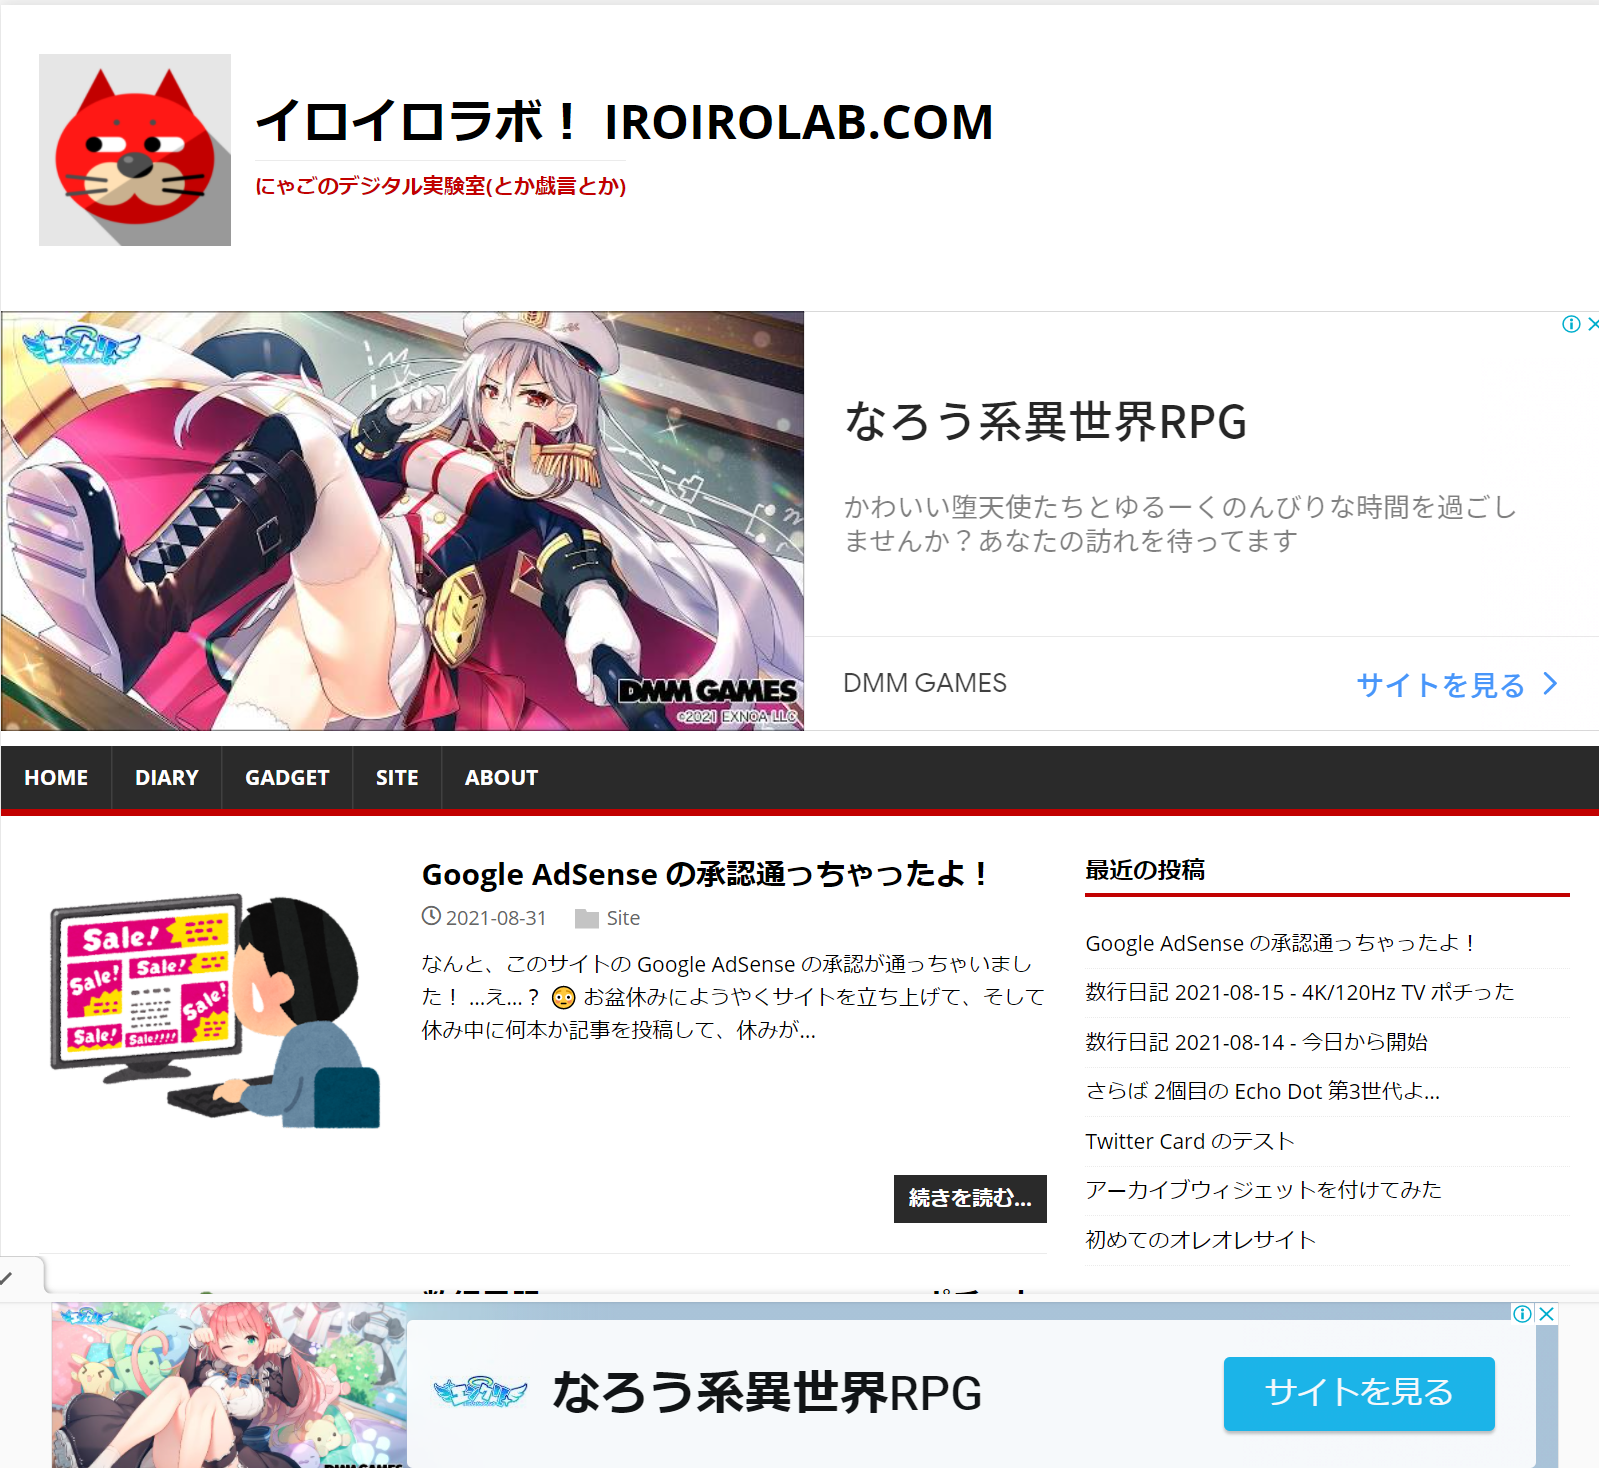 イロイロラボ！ IROIROLAB.COM
にゃごのデジタル実験室(とか戯言とか)
エンクリ
なろう系異世界RPG
かわいい堕天使たちとゆるーくのんびりな時間を過ごし
ませんか？あなたの訪れを待ってます
DMM GAMES
©2021 EXNOA LLC
DMM GAMES
サイトを見る
HOME
DIARY
GADGET
SITE
ABOUT
Sale!
Sale!
Sale!
Sale!
Sale!
Sale!!!!
Google AdSense の承認通っちゃったよ！
2021-08-31
Site
なんと、このサイトの Google AdSense の承認が通っちゃいまし
た！ ...え...？ 😳 お盆休みにようやくサイトを立ち上げて、そして
休み中に何本か記事を投稿して、休みが...
続きを読む...
最近の投稿
Google AdSense の承認通っちゃったよ！
数行日記 2021-08-15 - 4K/120Hz TV ポチった
数行日記 2021-08-14 - 今日から開始
さらば 2個目の Echo Dot 第3世代よ...
Twitter Card のテスト
アーカイブウィジェットを付けてみた
初めてのオレオレサイト
エンクリ
なろう系異世界RPG
サイトを見る
DMM GAMES